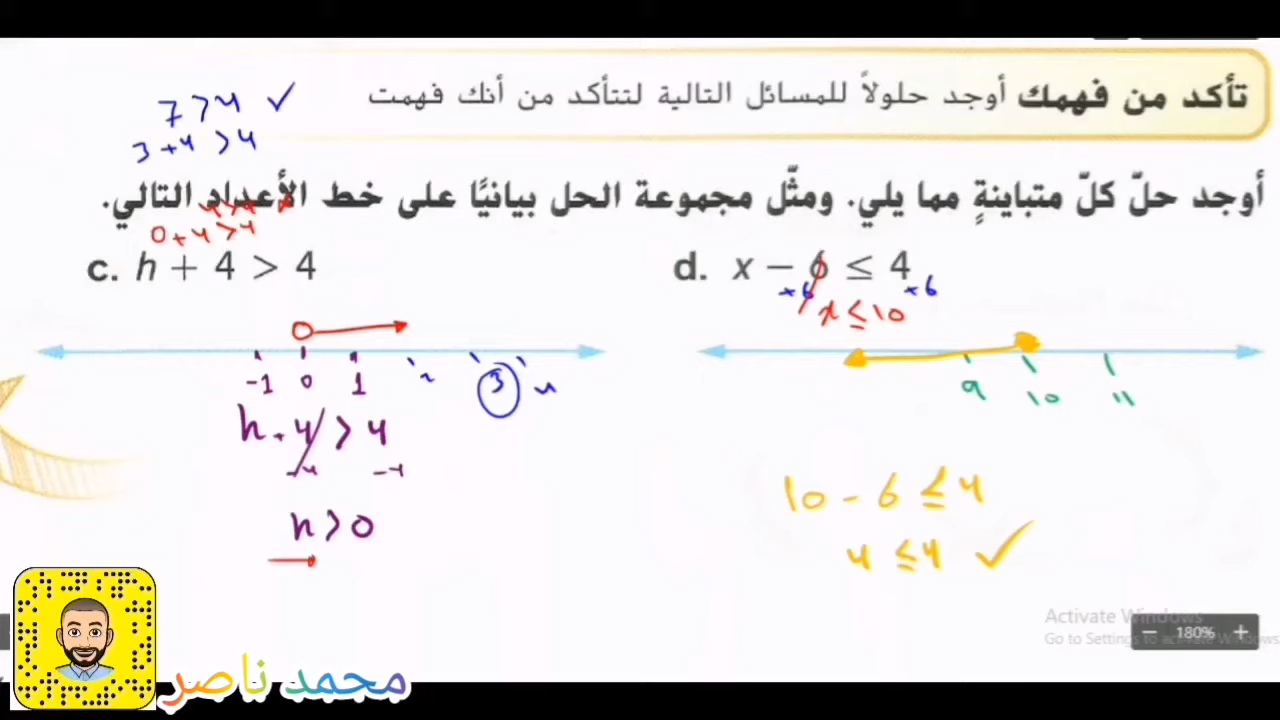 تأكد من فهمك أوجد حلولاً للمسائل التالية لتتأكد من أنك فهمت
7 > 4 ✓
3 + 4 > 4
أوجد حلّ كلّ متباينةٍ مما يلي. ومثّل مجموعة الحل بيانيًّا على خط الأعداد التالي.
0 + 4 > 4
c. h + 4 > 4
d. x − 6 ≤ 4
+6 +6
x ≤ 10
-1 0 1 2 3 4
9 10 11
h + 4 > 4
-4 -4
h > 0
10 - 6 ≤ 4
4 ≤ 4 ✓
Activate Windows
Go to Settings to activate Windows
180%
محمد ناصر